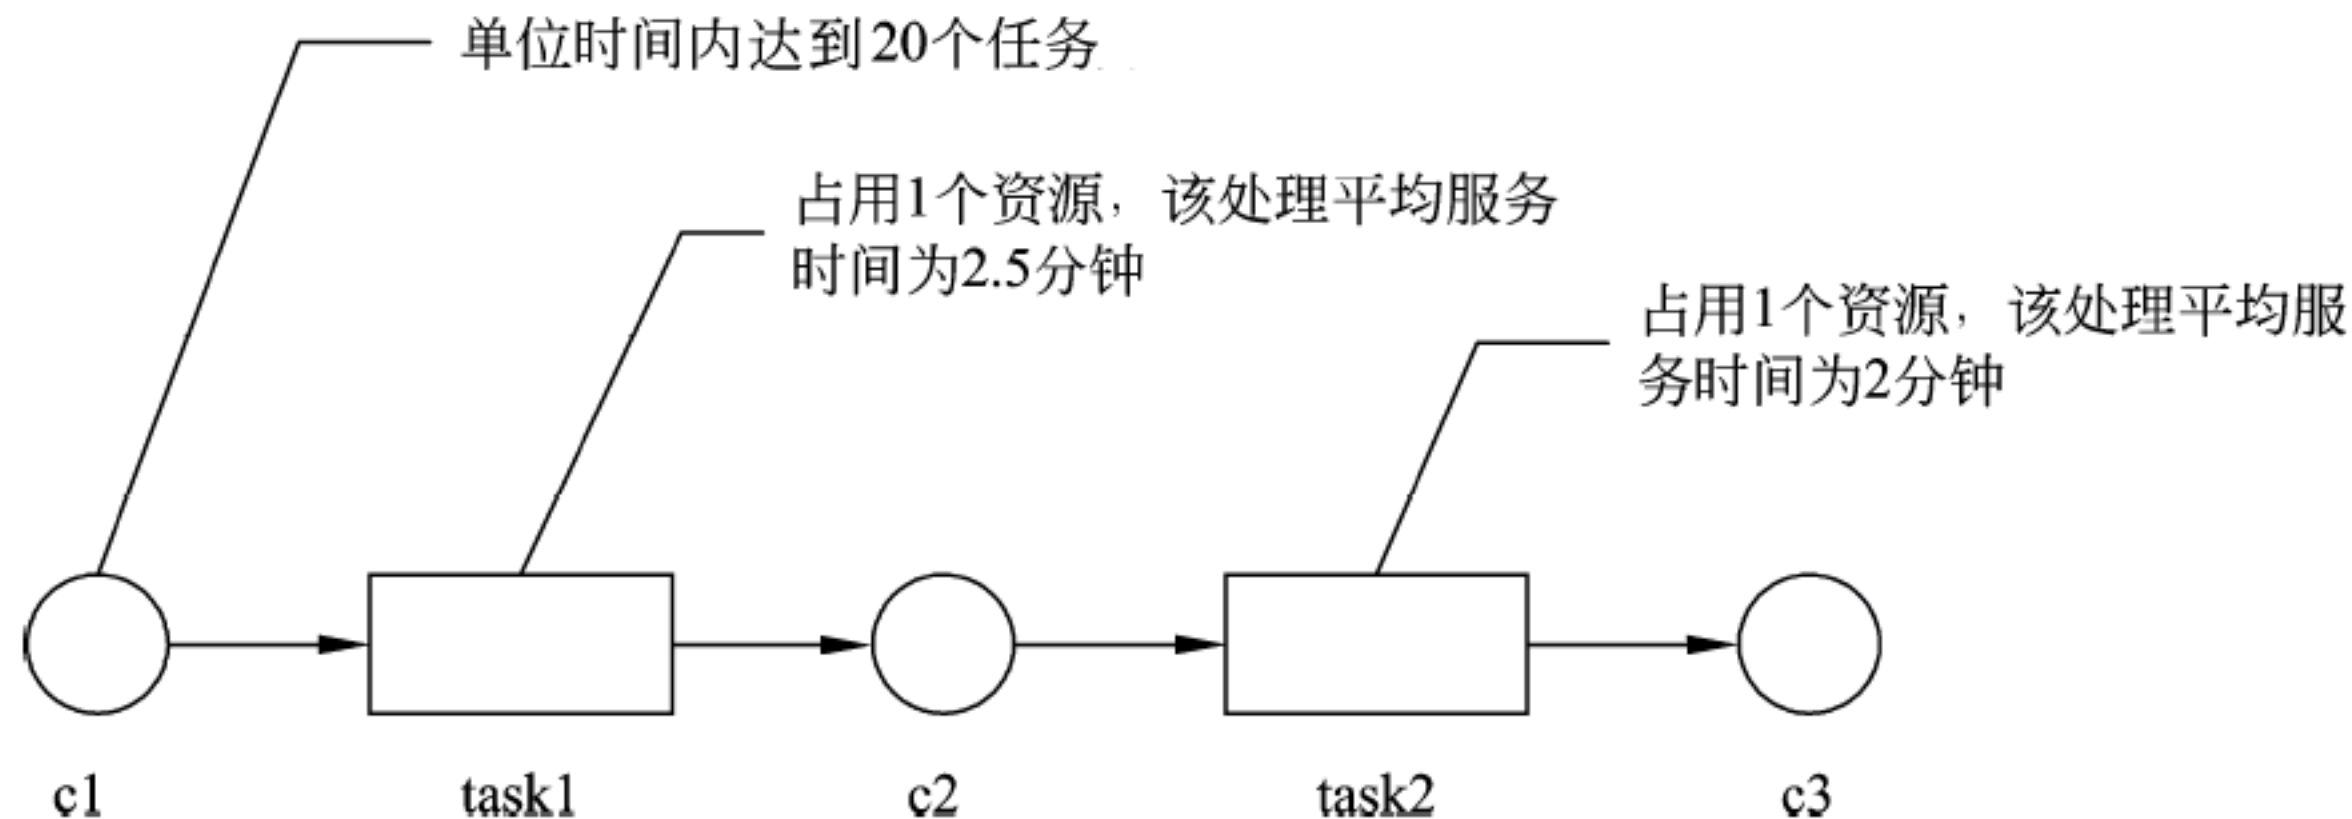 单位时间内达到20个任务
占用1个资源，该处理平均服务
时间为2.5分钟
占用1个资源，该处理平均服
务时间为2分钟
c1
task1
c2
task2
c3